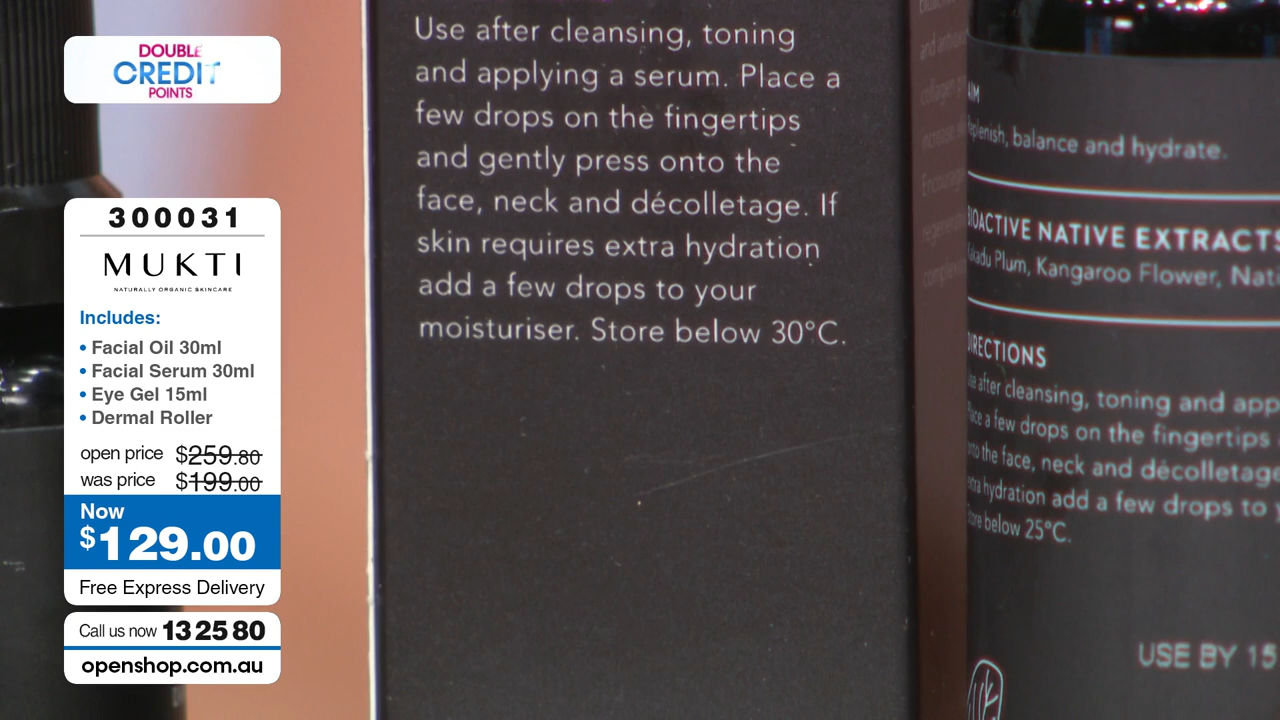 DOUBLE
CREDIT
POINTS
300031
MUKTI
NATURALLY ORGANIC SKINCARE
Includes:
• Facial Oil 30ml
• Facial Serum 30ml
• Eye Gel 15ml
• Dermal Roller
open price $259.80
was price $199.00
Now
$129.00
Free Express Delivery
Call us now 13 25 80
openshop.com.au
Use after cleansing, toning
and applying a serum. Place a
few drops on the fingertips
and gently press onto the
face, neck and décolletage. If
skin requires extra hydration
add a few drops to your
moisturiser. Store below 30°C.
balance and hydrate.
NATIVE EXTRACTS
Plum, Kangaroo Flower,
DIRECTIONS
after cleansing, toning and
a few drops on the fingertips
the face, neck and décolletage
hydration add a few drops to
below 25°C.
USE BY 15